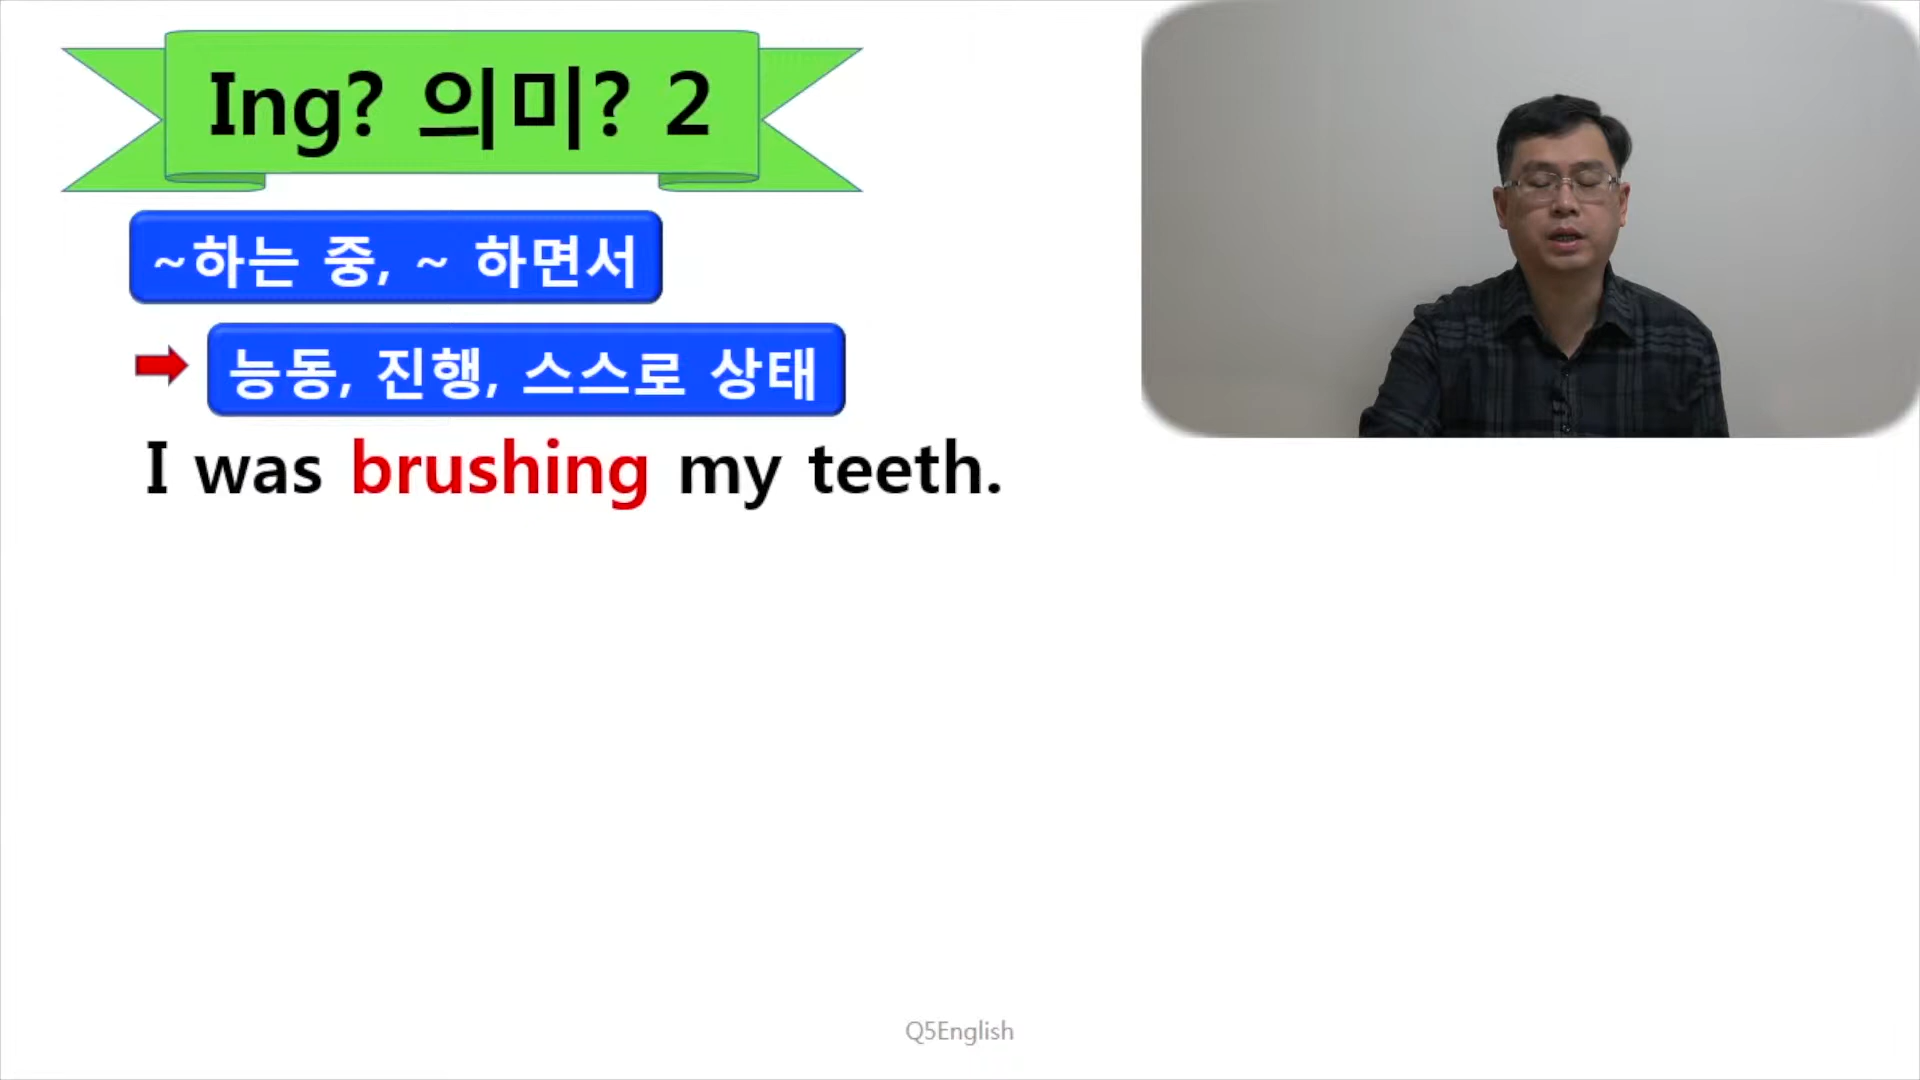 Ing? 의미? 2
~하는 중, ~ 하면서
능동, 진행, 스스로 상태
I was brushing my teeth.
Q5English